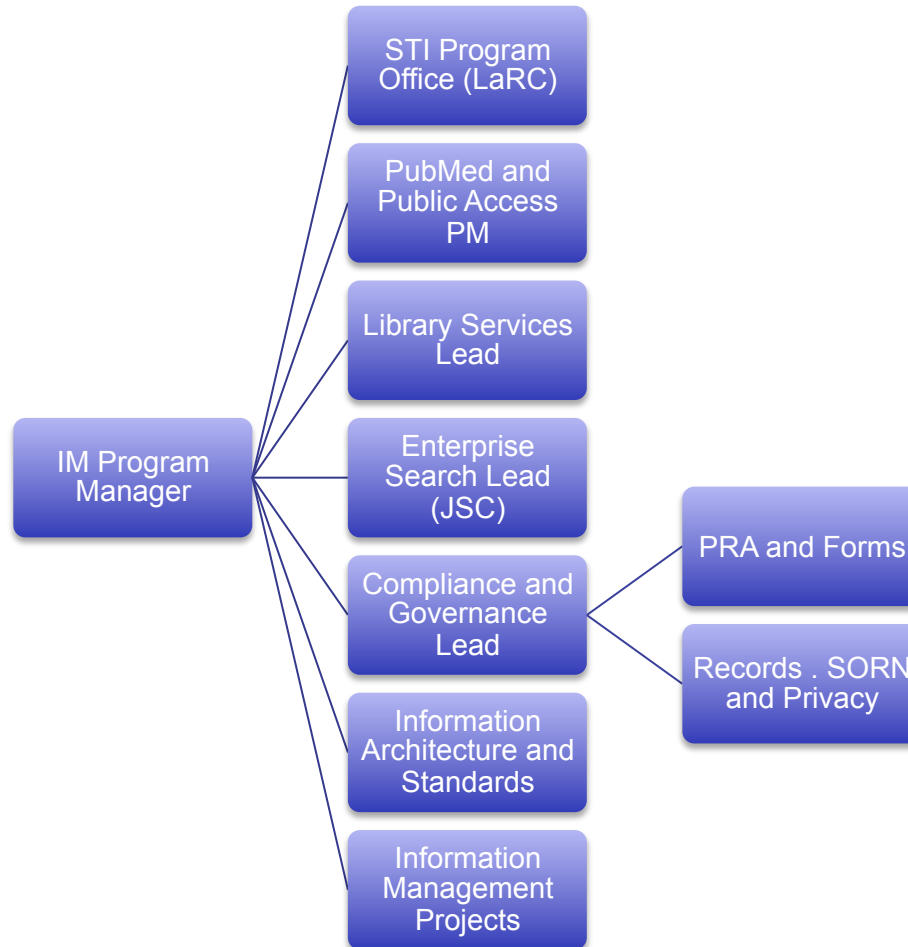 STI Program
Office (LaRC)
PubMed and
Public Access
PM
Library Services
Lead
IM Program
Manager
Enterprise
Search Lead
(JSC)
Compliance and
Governance
Lead
PRA and Forms
Records . SORN
and Privacy
Information
Architecture and
Standards
Information
Management
Projects